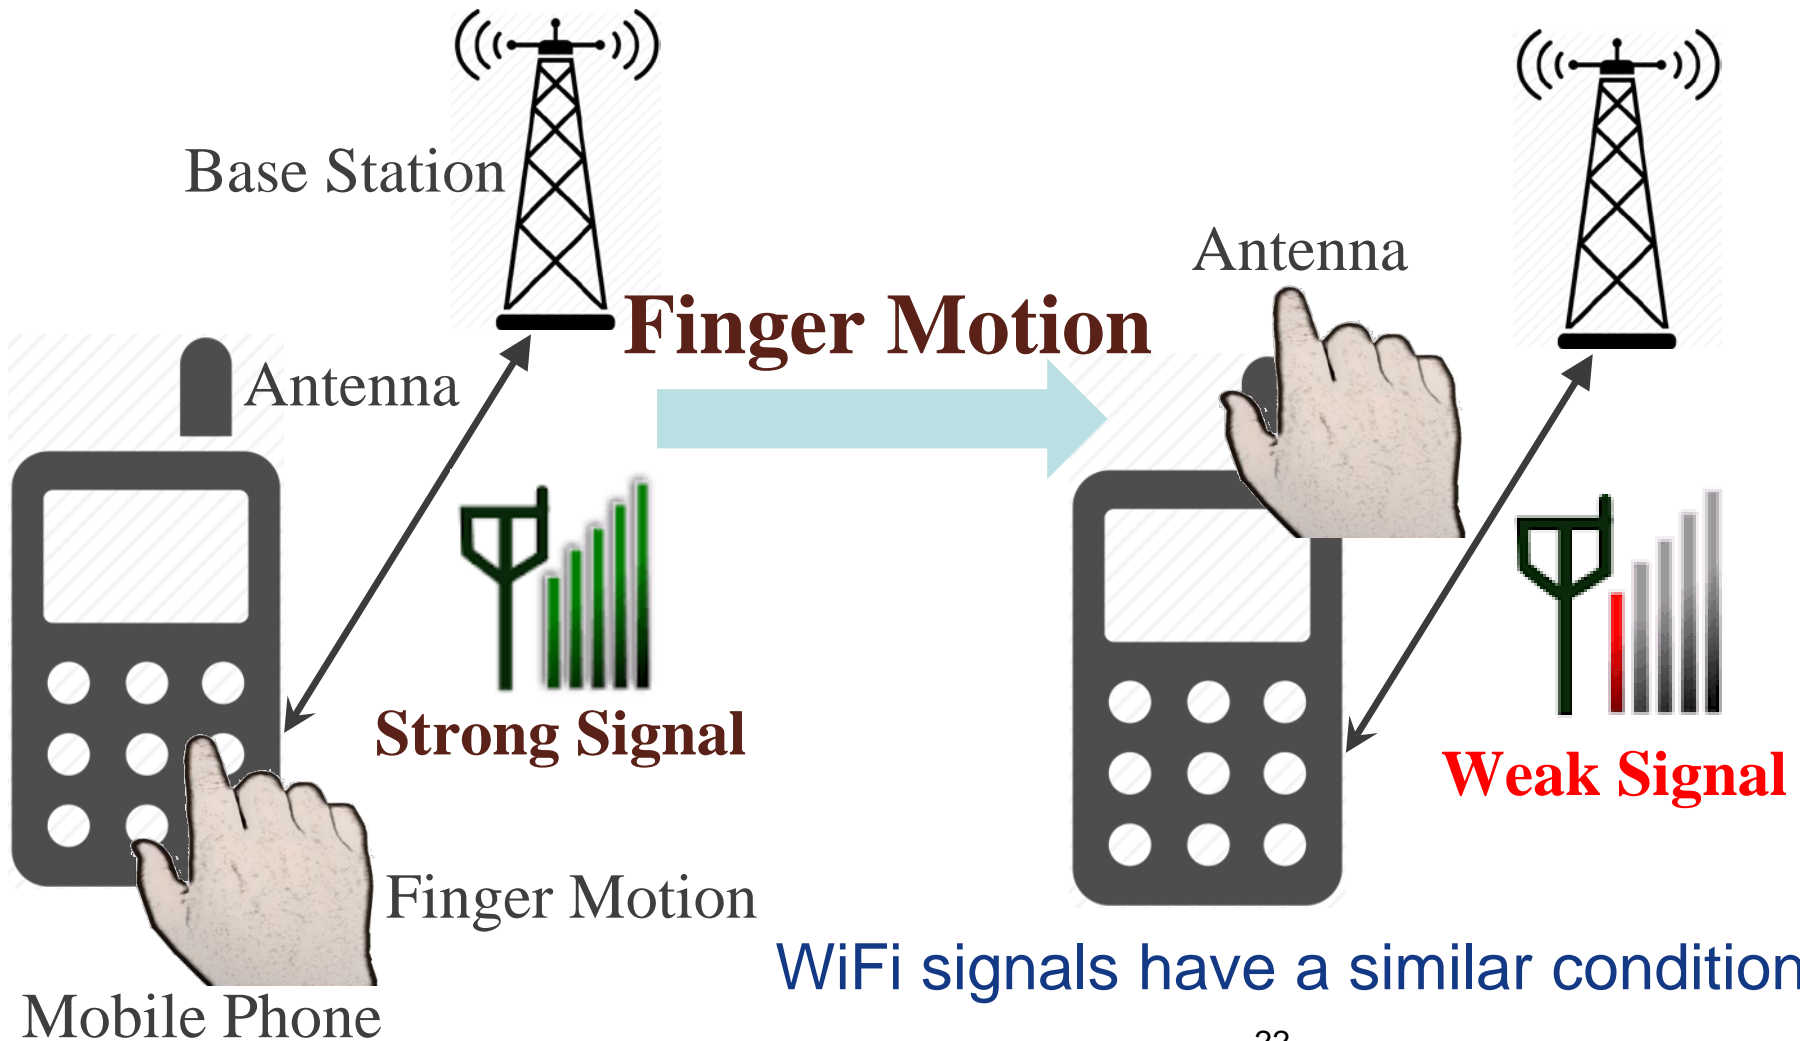 Base Station
Antenna
Finger Motion
Antenna
Strong Signal
Weak Signal
Finger Motion
WiFi signals have a similar condition
Mobile Phone
22